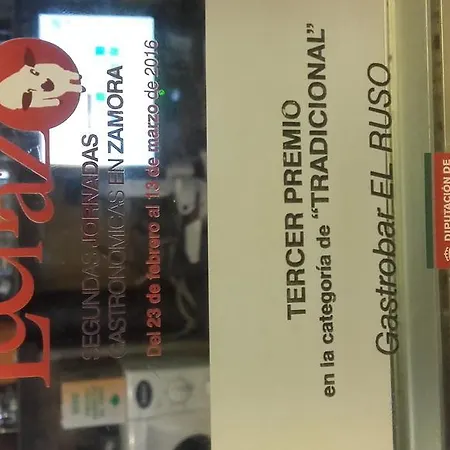 Lechazo
SEGUNDAS JORNADAS
GASTRONÓMICAS EN ZAMORA
Del 23 de febrero al 13 de marzo de 2016
TERCER PREMIO
en la categoría de “TRADICIONAL”
Gastrobar EL RUSO
DIPUTACIÓN DE